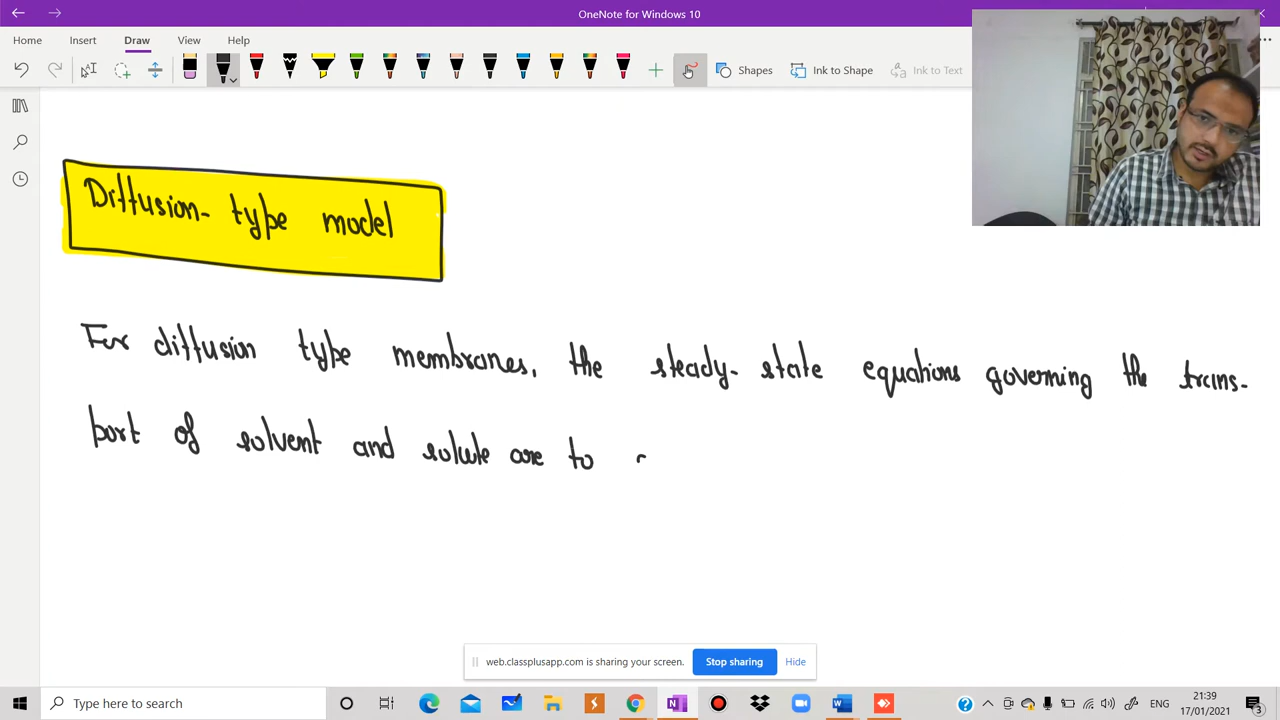 OneNote for Windows 10
Home Insert Draw View Help
Shapes Ink to Shape Ink to Text
Diffusion-type model
For diffusion type membranes, the steady-state equations governing the trans-
port of solvent and solute are to
web.classplusapp.com is sharing your screen. Stop sharing Hide
Type here to search
ENG
21:39
17/01/2021
3